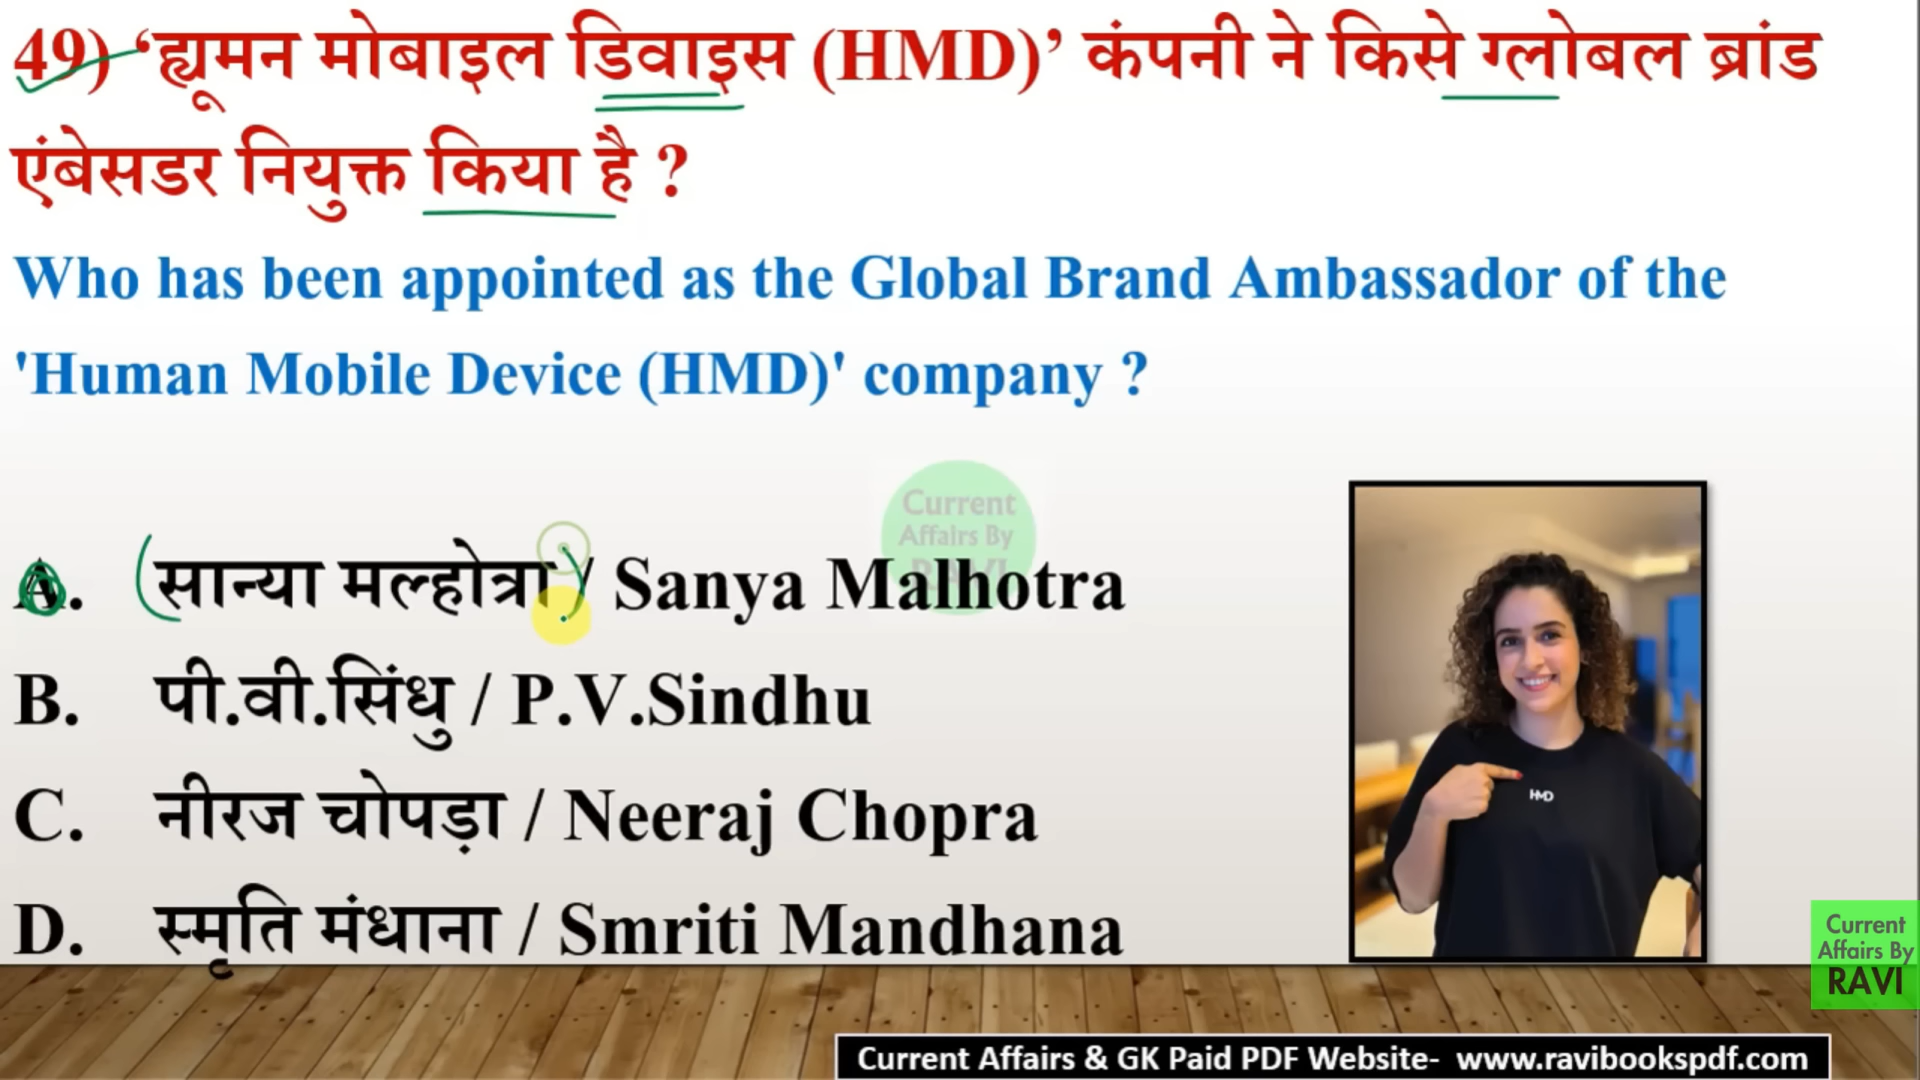 49) ‘ह्यूमन मोबाइल डिवाइस (HMD)’ कंपनी ने किसे ग्लोबल ब्रांड
एंबेसडर नियुक्त किया है ?
Who has been appointed as the Global Brand Ambassador of the
'Human Mobile Device (HMD)' company ?
Current
Affairs By
RAVI
A. सान्या मल्होत्रा / Sanya Malhotra
B. पी.वी.सिंधु / P.V.Sindhu
C. नीरज चोपड़ा / Neeraj Chopra
D. स्मृति मंधाना / Smriti Mandhana
HMD
Current
Affairs By
RAVI
Current Affairs & GK Paid PDF Website- www.ravibookspdf.com